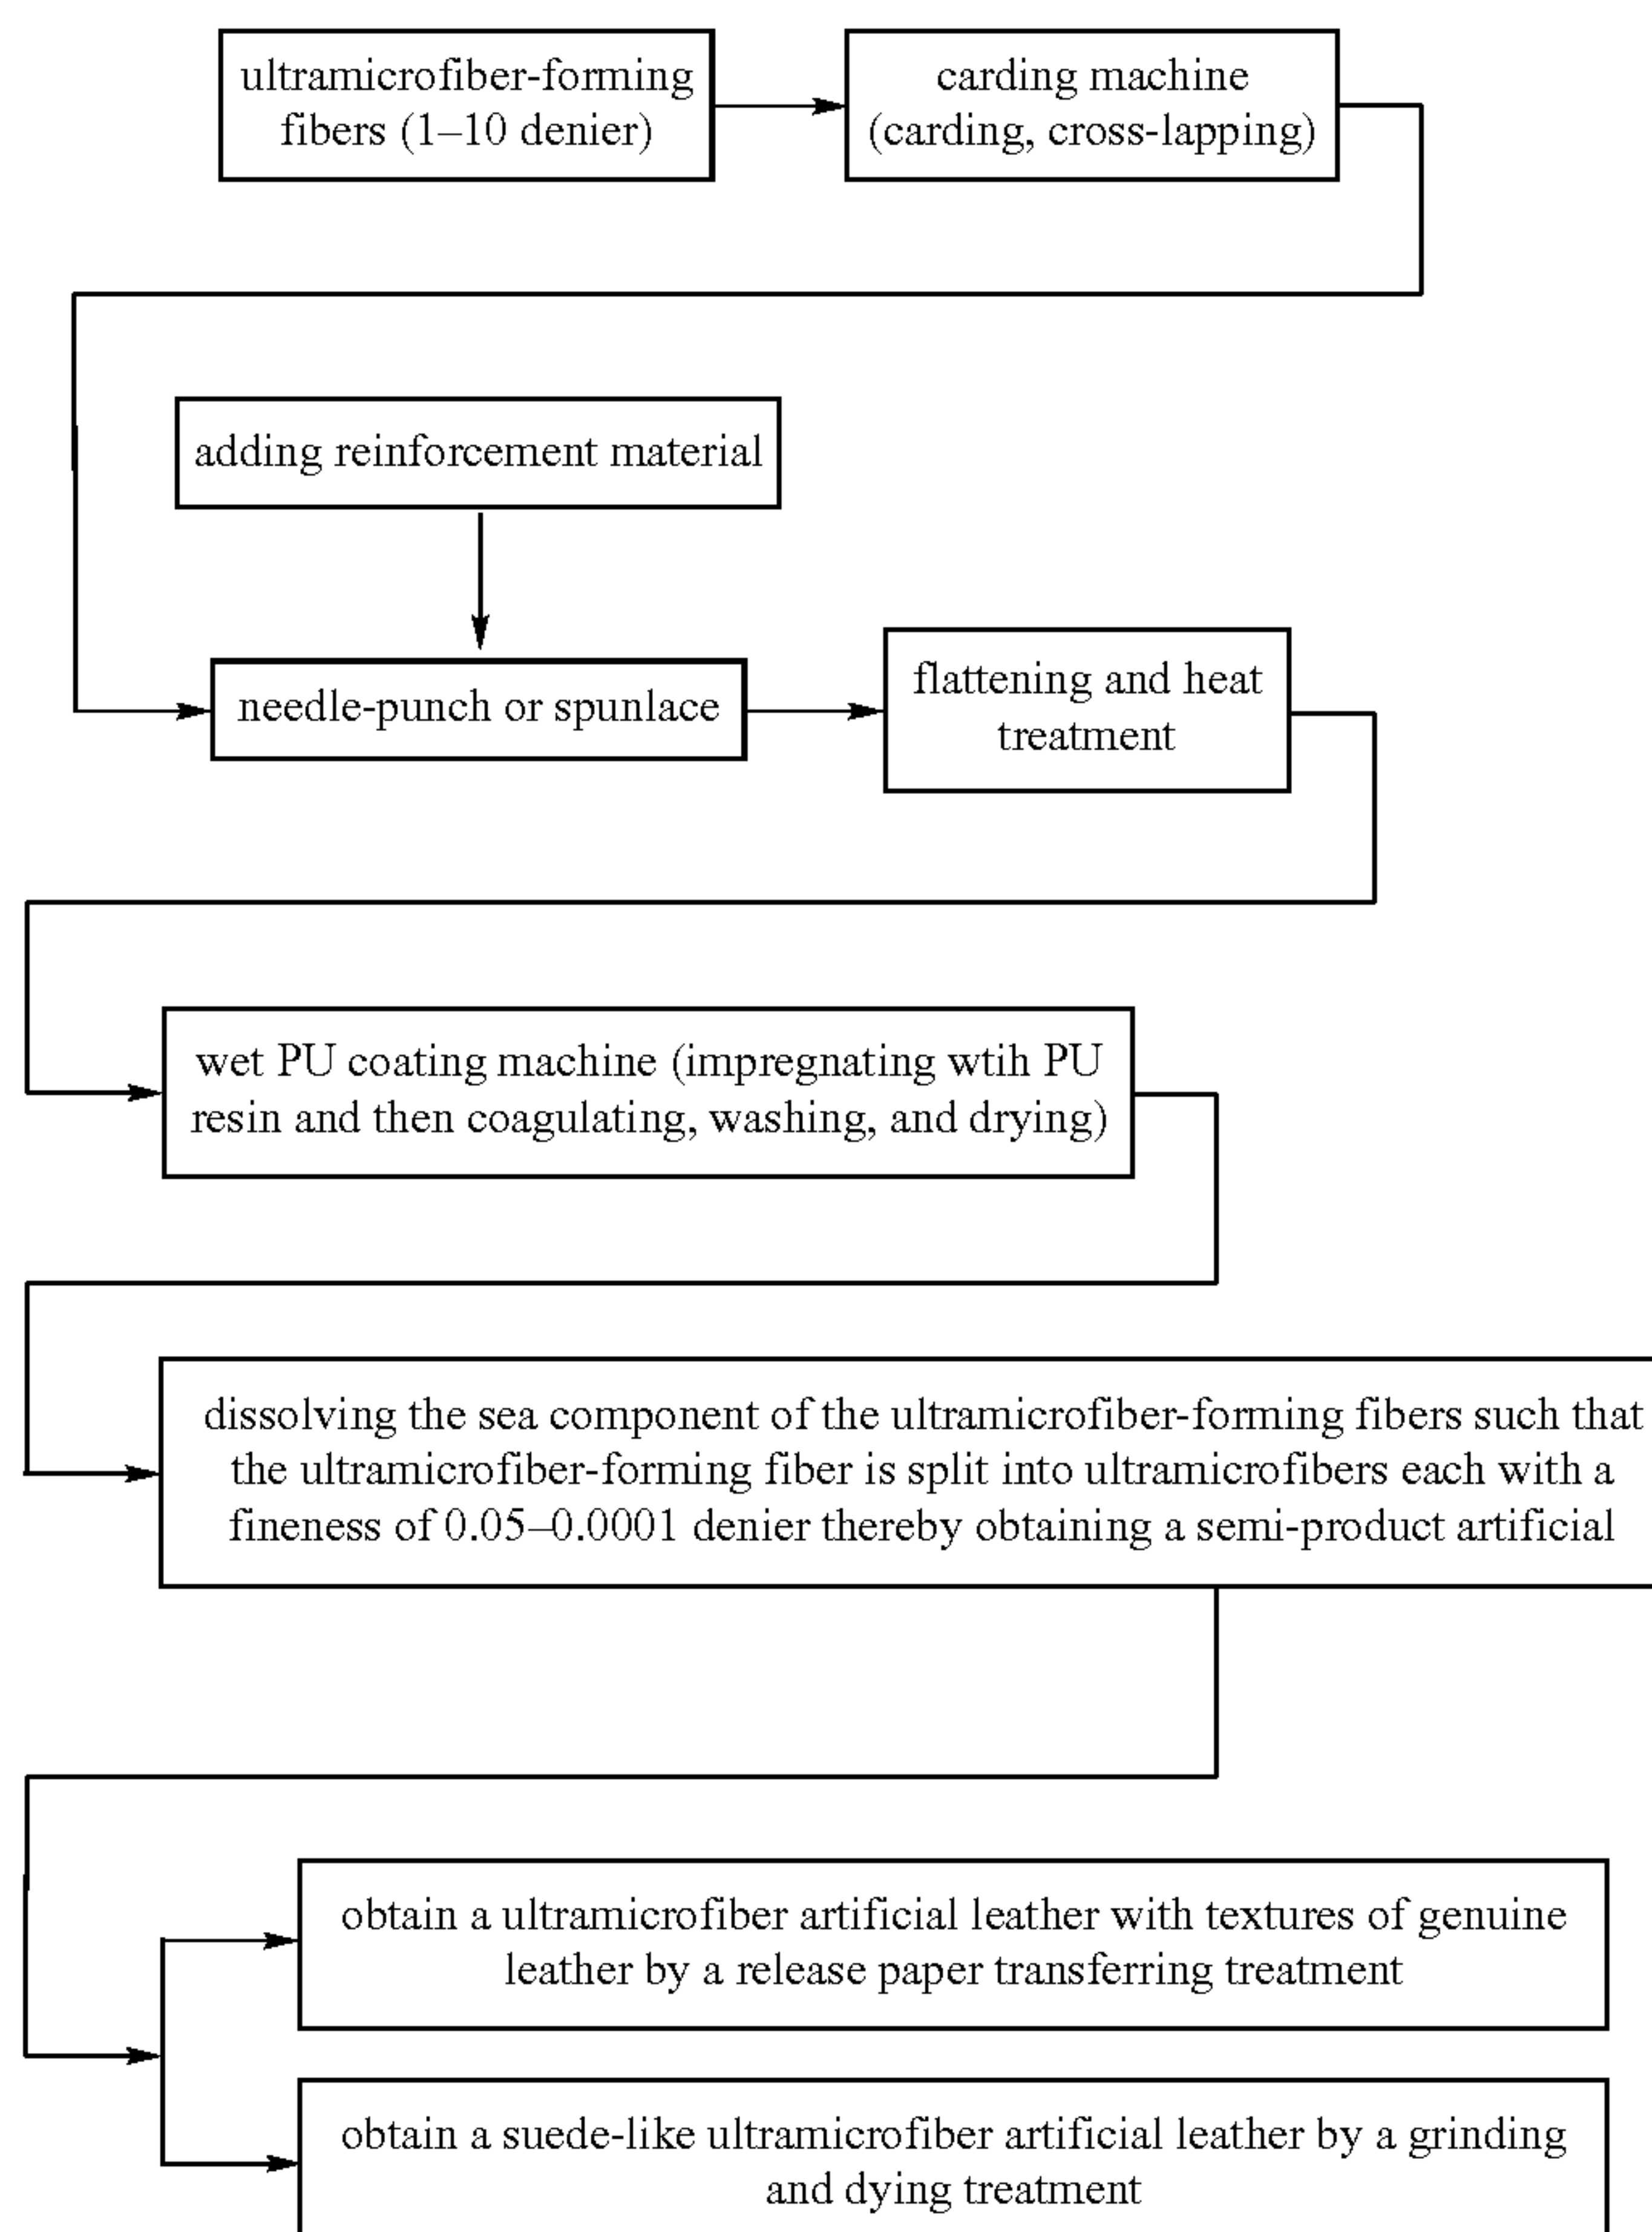 ultramicrofiber-forming
fibers (1–10 denier)
carding machine
(carding, cross-lapping)
adding reinforcement material
needle-punch or spunlace
flattening and heat
treatment
wet PU coating machine (impregnating wtih PU
resin and then coagulating, washing, and drying)
dissolving the sea component of the ultramicrofiber-forming fibers such that
the ultramicrofiber-forming fiber is split into ultramicrofibers each with a
fineness of 0.05–0.0001 denier thereby obtaining a semi-product artificial
obtain a ultramicrofiber artificial leather with textures of genuine
leather by a release paper transferring treatment
obtain a suede-like ultramicrofiber artificial leather by a grinding
and dying treatment